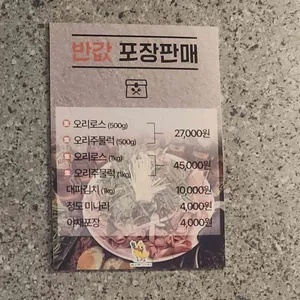 반값 포장판매
오리로스 (500g)
오리주물럭 (500g)
27,000원
오리로스 (1kg)
오리주물럭 (1kg)
45,000원
대파김치 (1kg) 10,000원
청도 미나리 4,000원
야채포장 4,000원